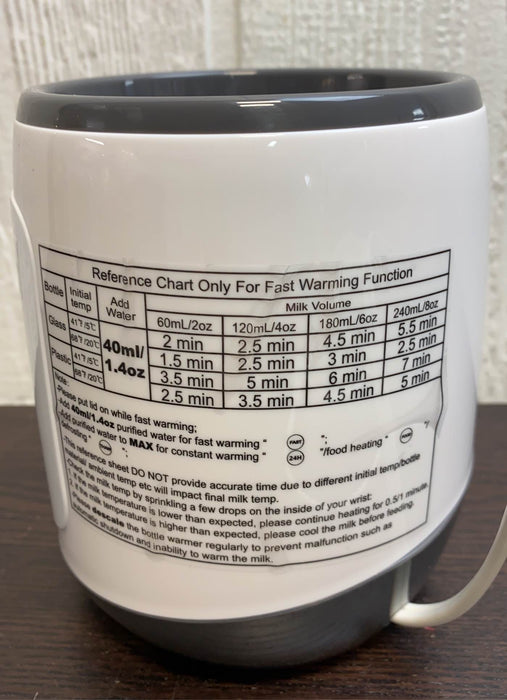 Reference Chart Only For Fast Warming Function
Bottle Initial temp Add Water Milk Volume
60mL/2oz 120mL/4oz 180mL/6oz 240mL/8oz
Glass 41℉/5℃ 40ml/1.4oz 2 min 2.5 min 4.5 min 5.5 min
68℉/20℃ 1.5 min 2.5 min 3 min 2.5 min
Plastic 41℉/5℃ 3.5 min 5 min 6 min 7 min
68℉/20℃ 2.5 min 3.5 min 4.5 min 5 min
Note:
Please put lid on while fast warming;
Add 40ml/1.4oz purified water for fast warming " FAST ";
Add purified water to MAX for constant warming " 24H "/food heating " FOOD "/
defrosting " ";
This reference sheet DO NOT provide accurate time due to different initial temp/bottle
material ambient temp etc will impact final milk temp.
Check the milk temp by sprinkling a few drops on the inside of your wrist:
if the milk temperature is lower than expected, please continue heating for 0.5/1 minute.
if the milk temperature is higher than expected, please cool the milk before feeding.
descale the bottle warmer regularly to prevent malfunction such as
automatic shutdown and inability to warm the milk.